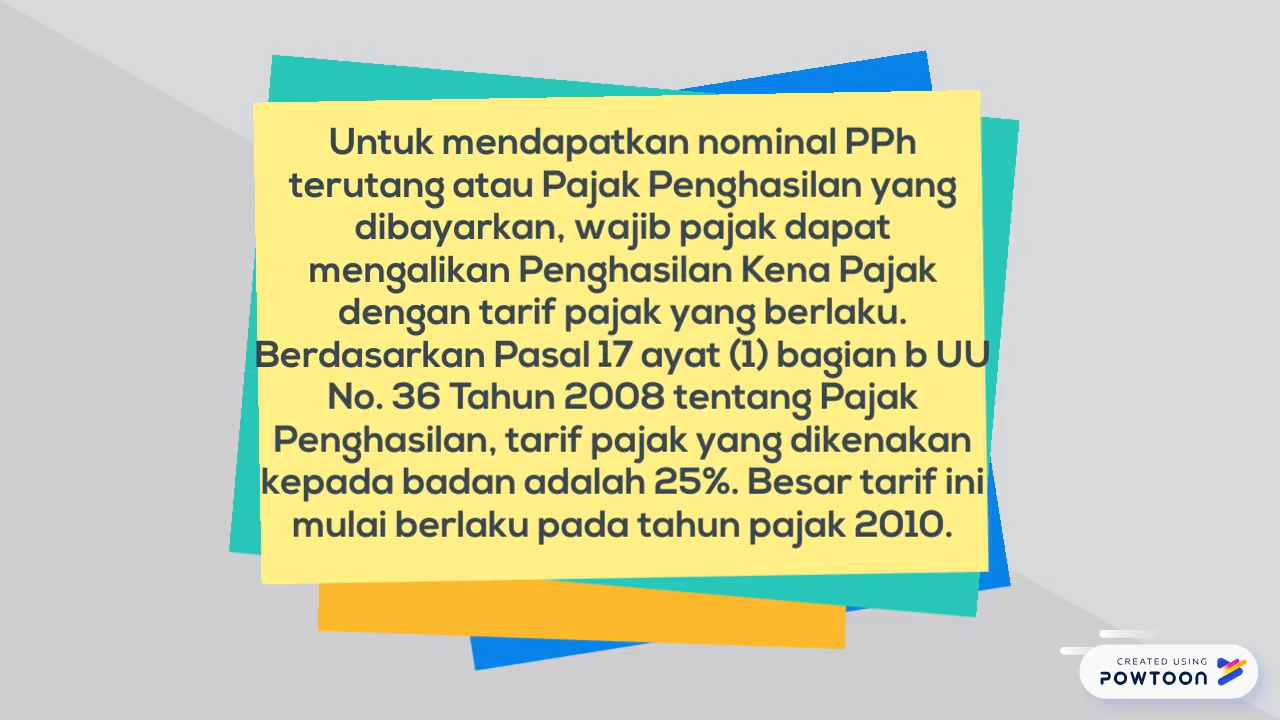 Untuk mendapatkan nominal PPh
terutang atau Pajak Penghasilan yang
dibayarkan, wajib pajak dapat
mengalikan Penghasilan Kena Pajak
dengan tarif pajak yang berlaku.
Berdasarkan Pasal 17 ayat (1) bagian b UU
No. 36 Tahun 2008 tentang Pajak
Penghasilan, tarif pajak yang dikenakan
kepada badan adalah 25%. Besar tarif ini
mulai berlaku pada tahun pajak 2010.
CREATED USING
POWTOON